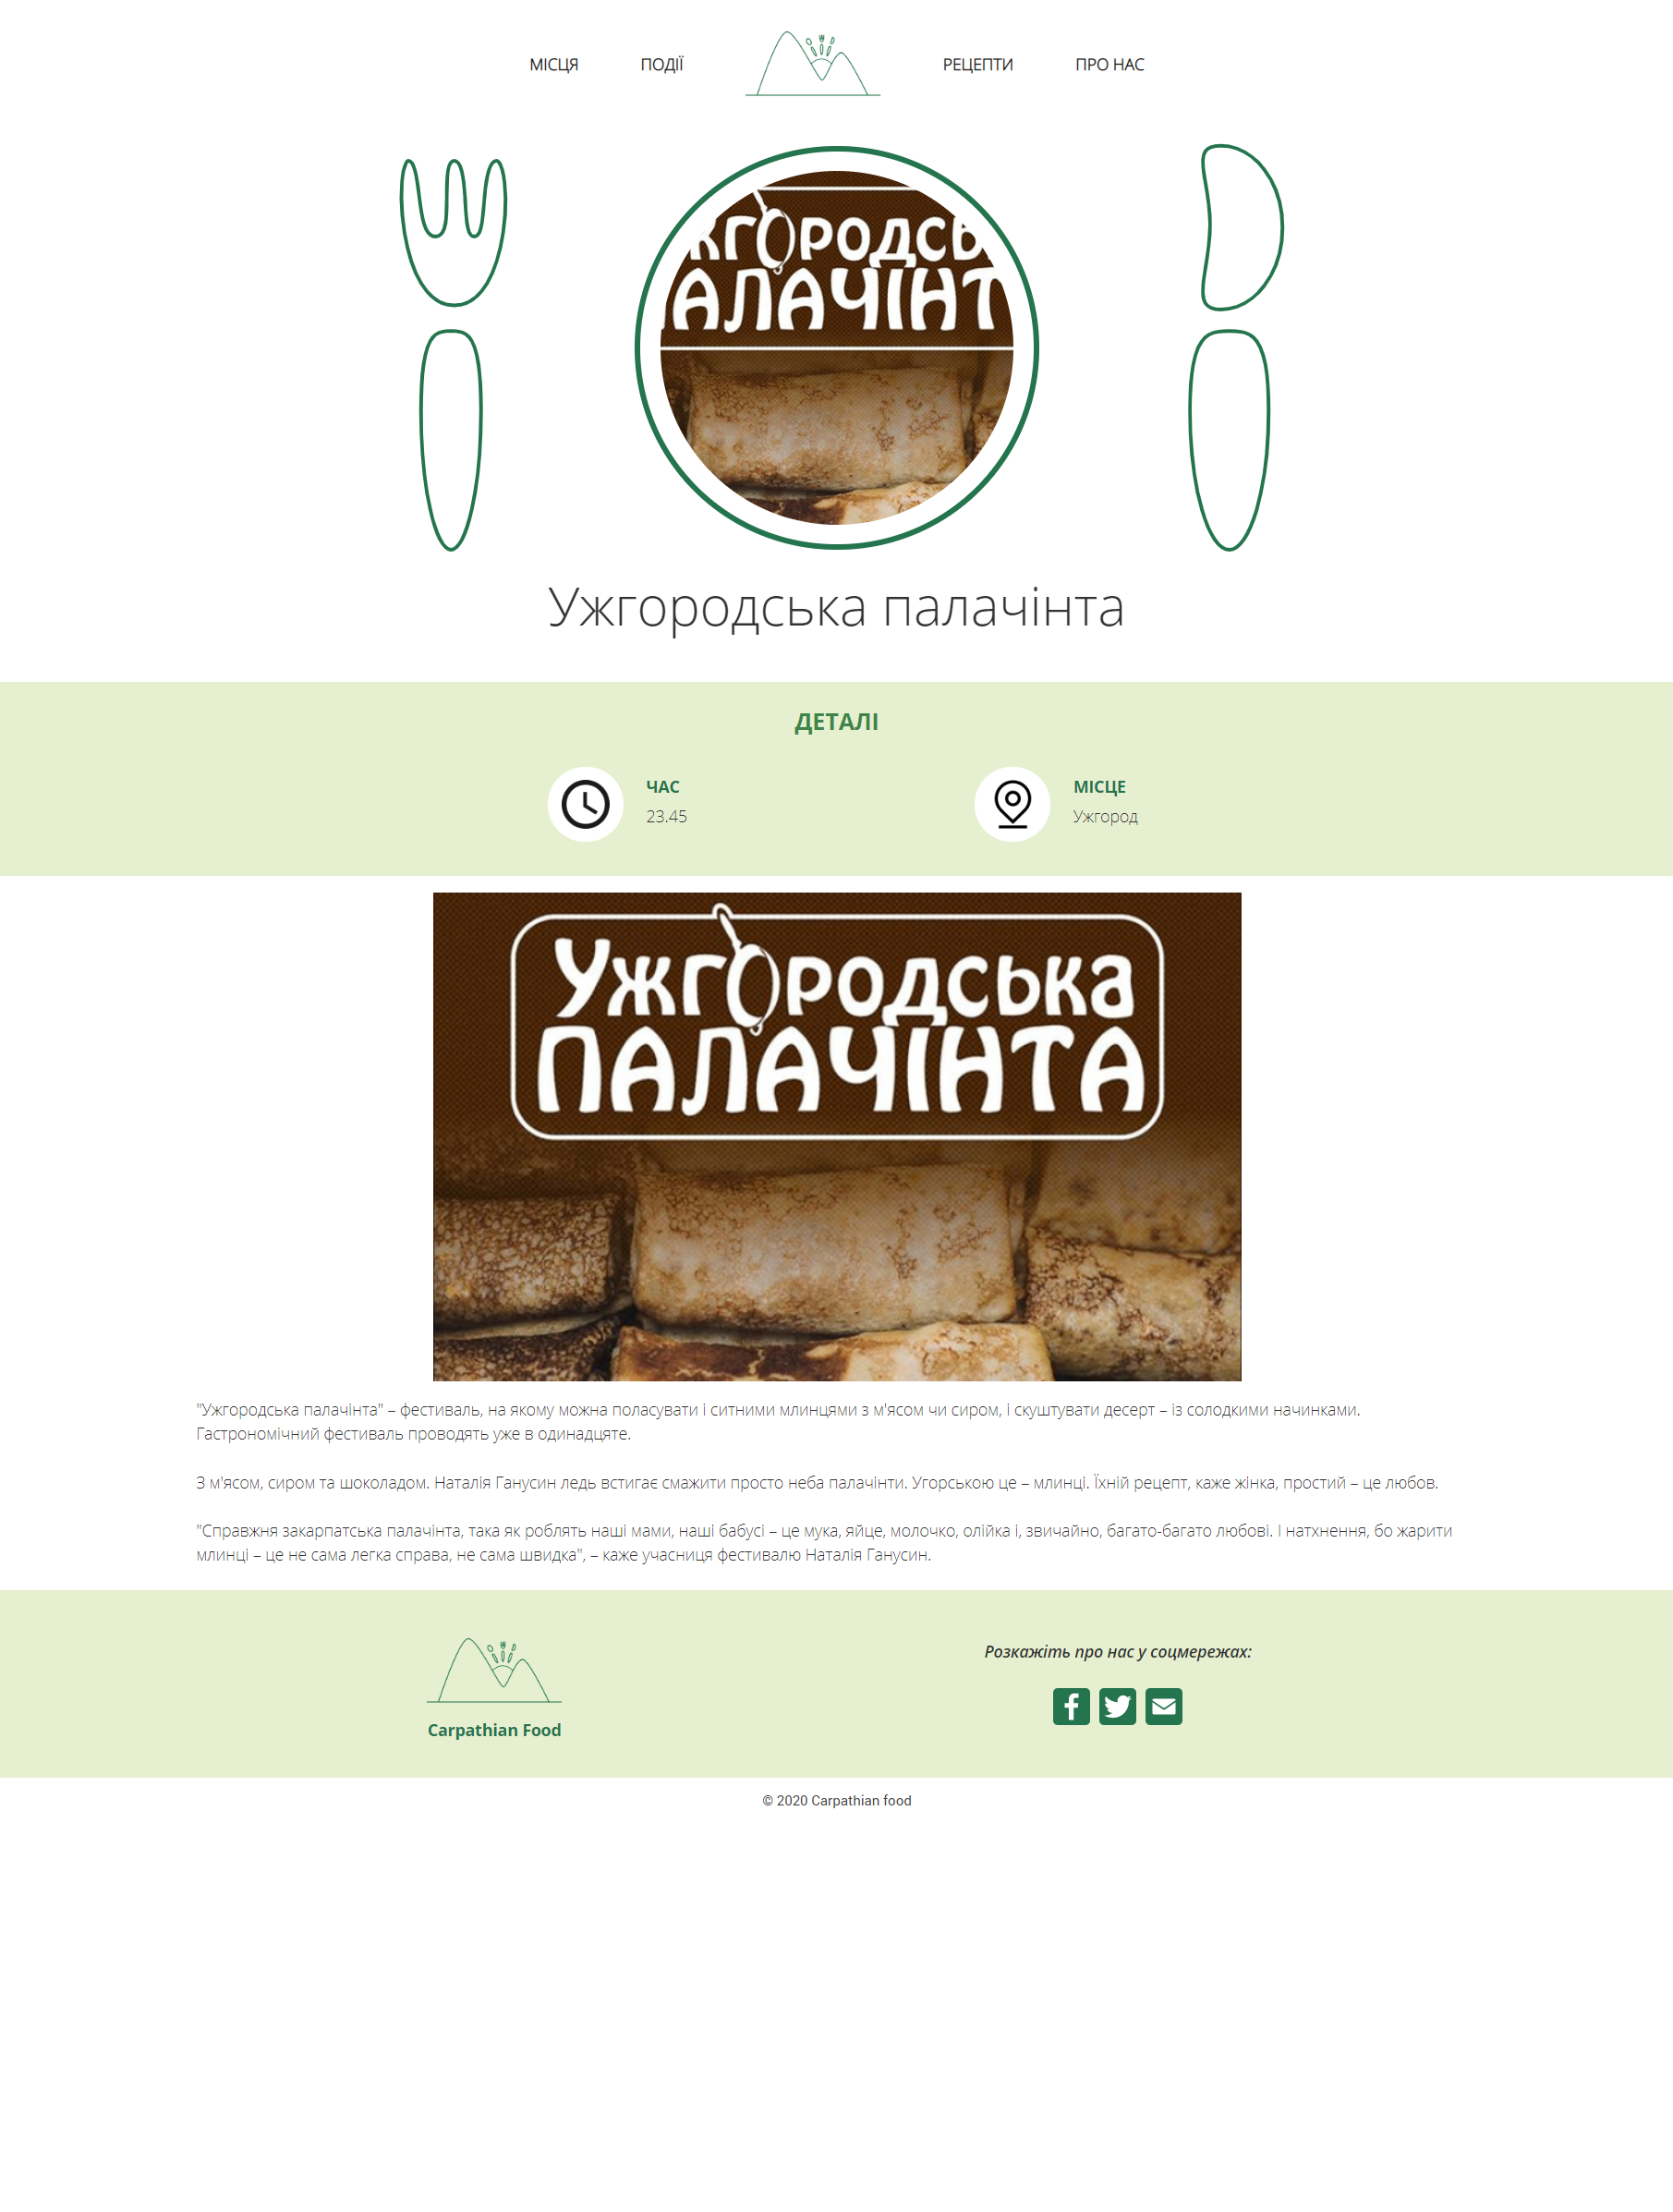 МІСЦЯ ПОДІЇ РЕЦЕПТИ ПРО НАС
жгородсь
АЛАЧІНТ
Ужгородська палачінта
ДЕТАЛІ
ЧАС
23.45
МІСЦЕ
Ужгород
Ужгородська
ПАЛАЧІНТА
"Ужгородська палачінта" – фестиваль, на якому можна поласувати і ситними млинцями з м'ясом чи сиром, і скуштувати десерт – із солодкими начинками.
Гастрономічний фестиваль проводять уже в одинадцяте.
З м'ясом, сиром та шоколадом. Наталія Ганусин ледь встигає смажити просто неба палачінти. Угорською це – млинці. Їхній рецепт, каже жінка, простий – це любов.
"Справжня закарпатська палачінта, така як роблять наші мами, наші бабусі – це мука, яйце, молочко, олійка і, звичайно, багато-багато любові. І натхнення, бо жарити
млинці – це не сама легка справа, не сама швидка", – каже учасниця фестивалю Наталія Ганусин.
Carpathian Food
Розкажіть про нас у соцмережах:
© 2020 Carpathian food